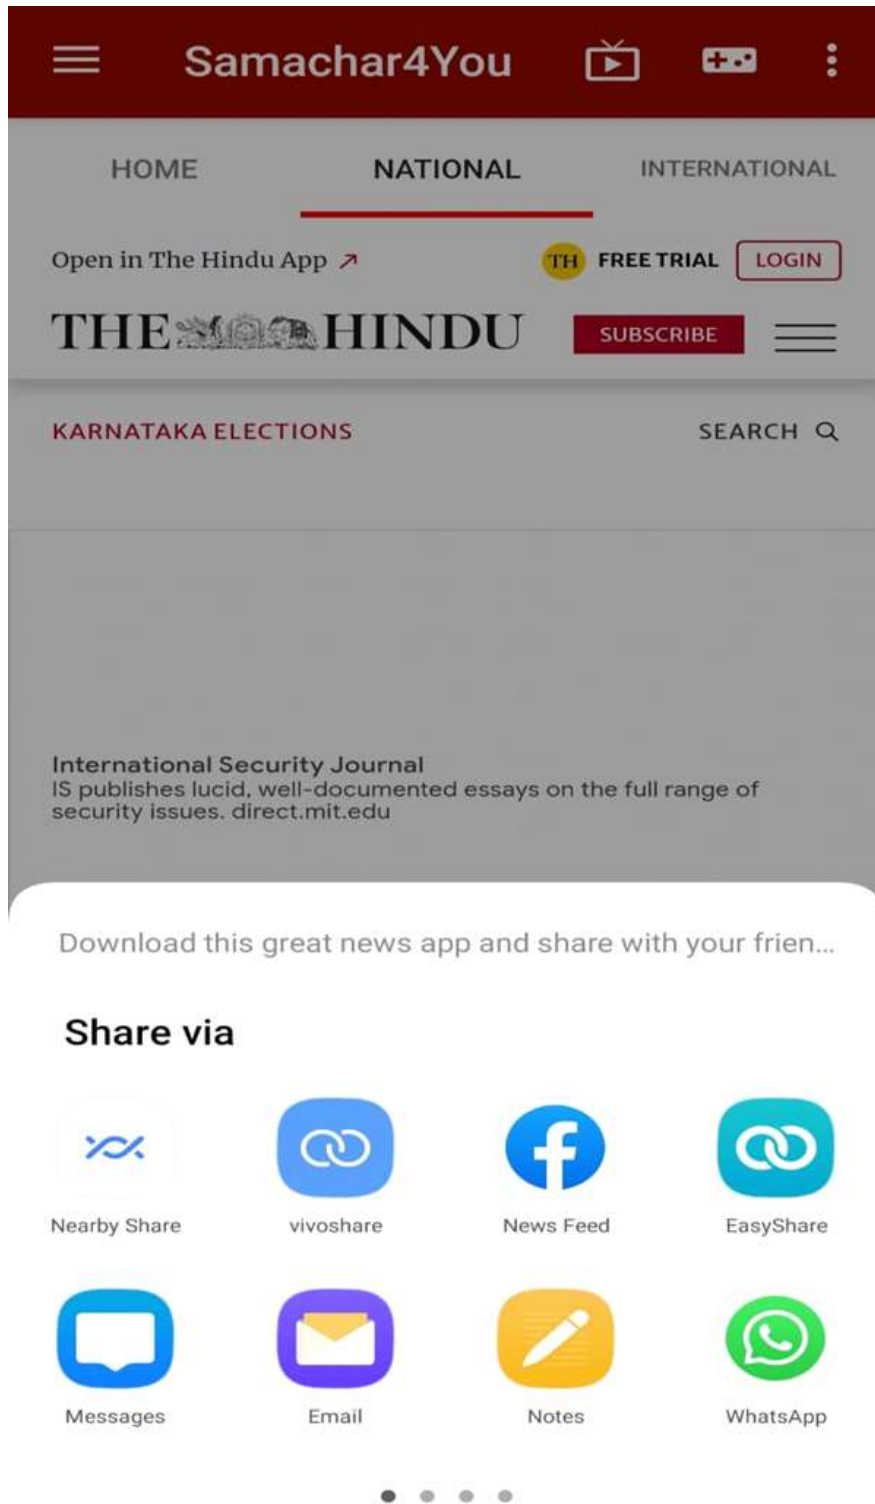 Samachar4You
HOME NATIONAL INTERNATIONAL
Open in The Hindu App ↗ TH FREE TRIAL LOGIN
THE HINDU SUBSCRIBE
KARNATAKA ELECTIONS SEARCH
International Security Journal
IS publishes lucid, well-documented essays on the full range of
security issues. direct.mit.edu
Download this great news app and share with your frien...
Share via
Nearby Share vivoshare News Feed EasyShare
Messages Email Notes WhatsApp